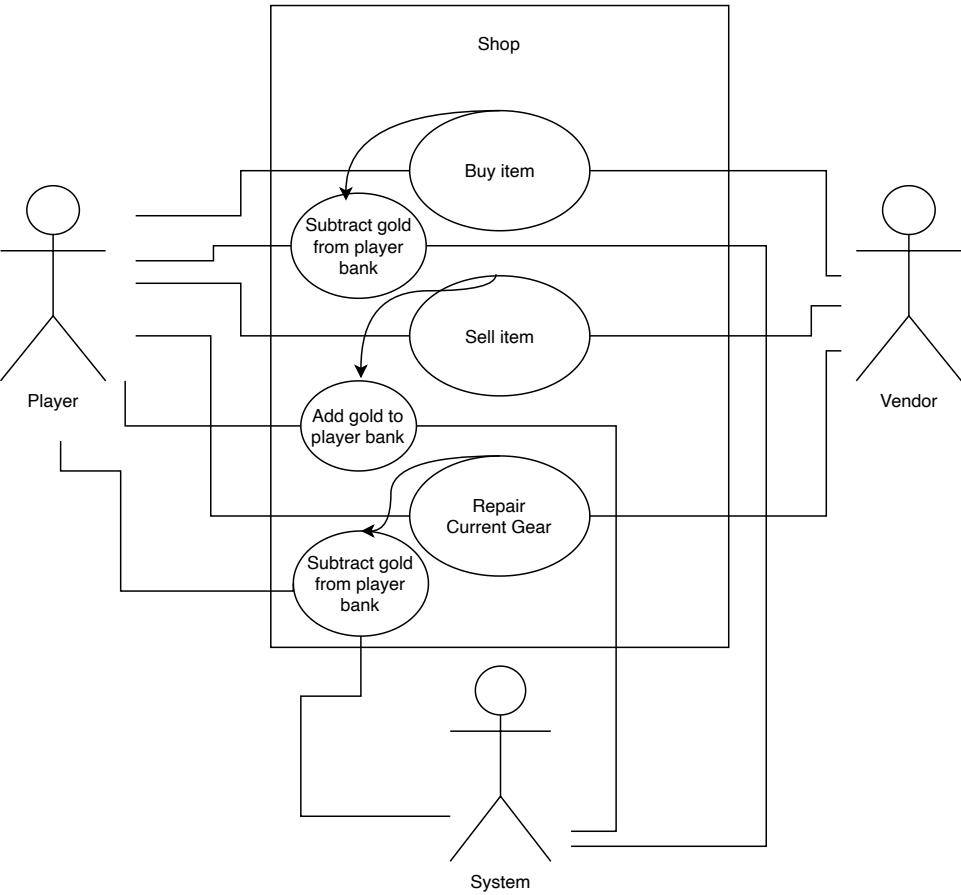 Shop
Buy item
Subtract gold
from player
bank
Sell item
Player
Vendor
Add gold to
player bank
Repair
Current Gear
Subtract gold
from player
bank
System